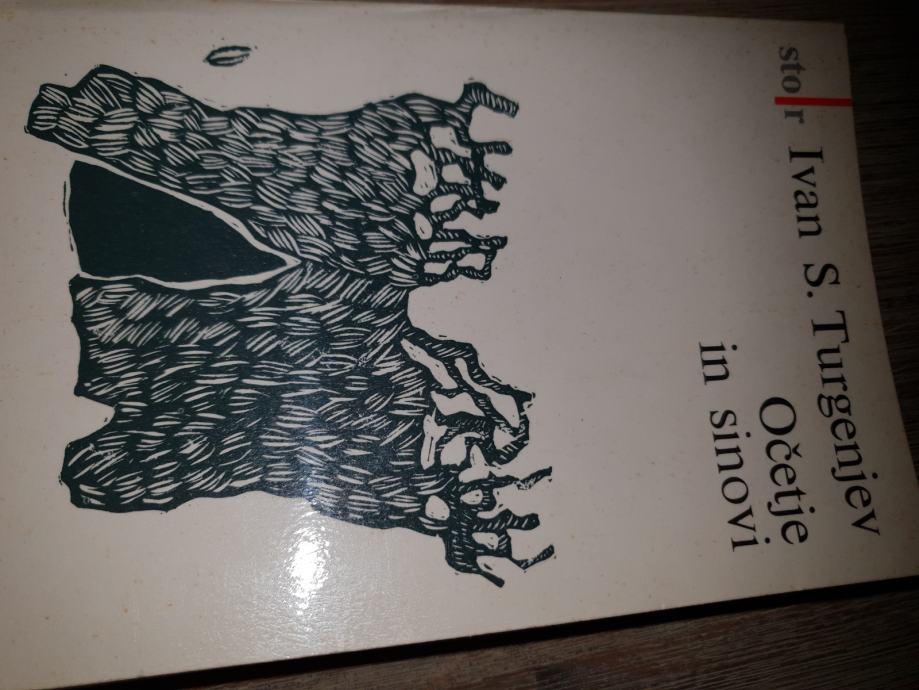 sto r
Ivan S. Turgenjev
Očetje
in sinovi